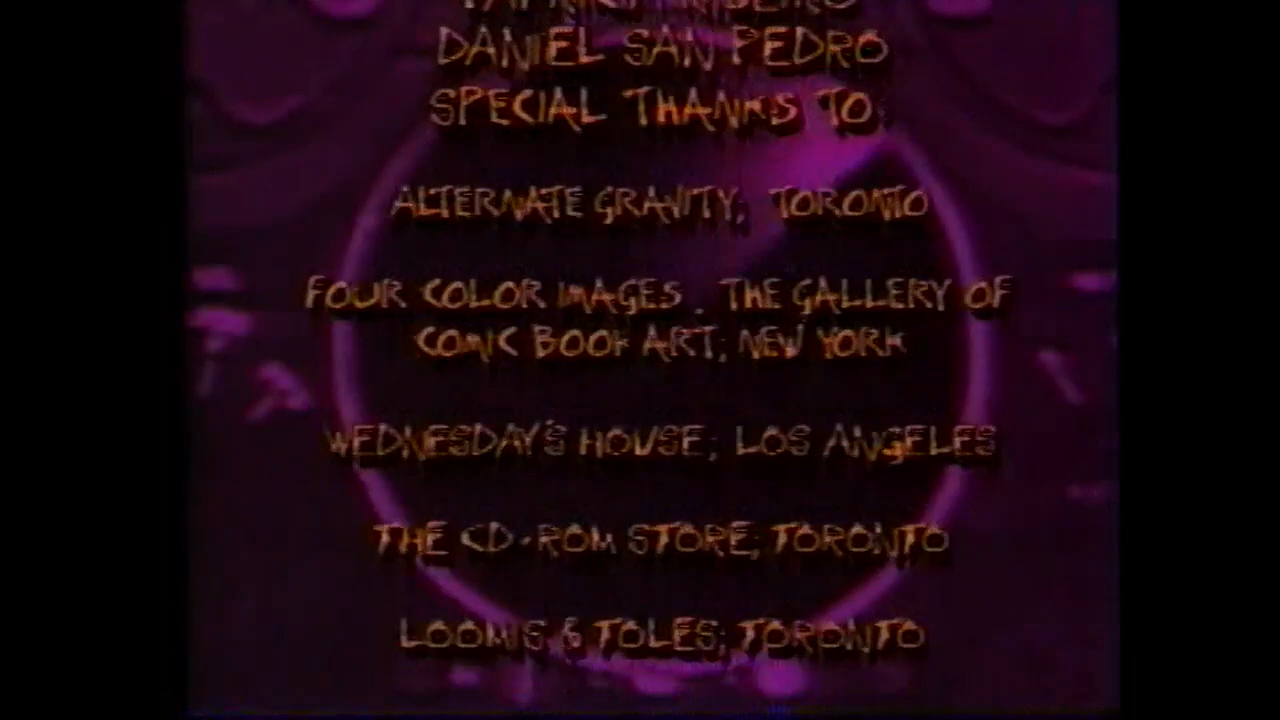 DANIEL SAN PEDRO
SPECIAL THANKS TO:
ALTERNATE GRAVITY; TORONTO
FOUR COLOR IMAGES . THE GALLERY OF
COMIC BOOK ART; NEW YORK
WEDNESDAY'S HOUSE; LOS ANGELES
THE CD-ROM STORE; TORONTO
LOOMIS & TOLES; TORONTO